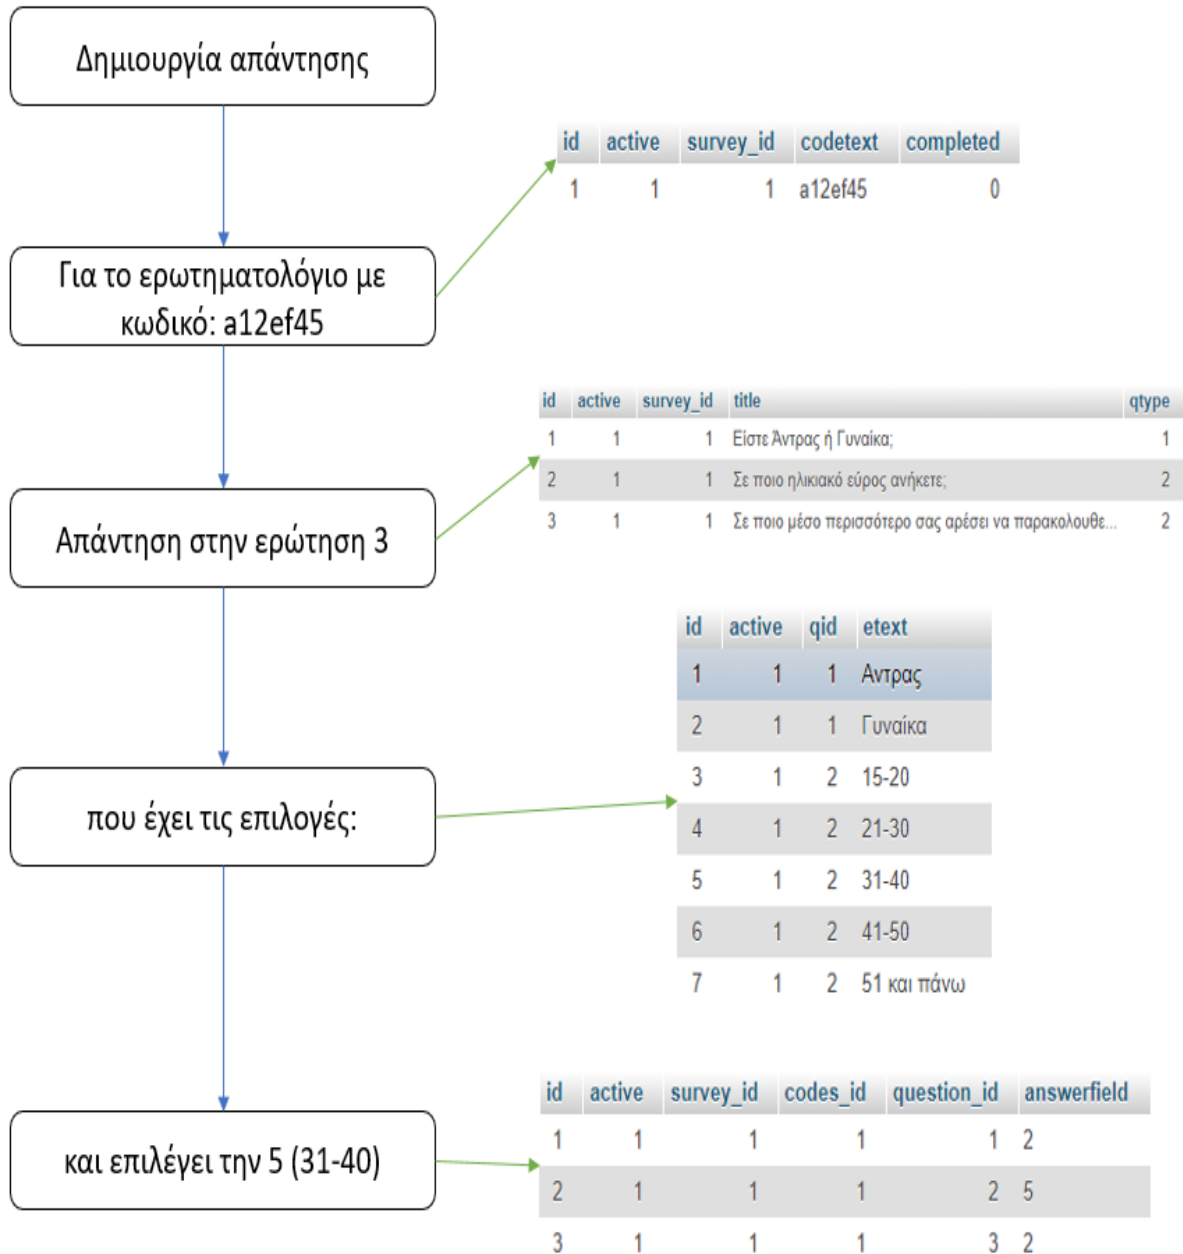 Δημιουργία απάντησης
id active survey_id codetext completed
1 1 1 a12ef45 0
Για το ερωτηματολόγιο με
κωδικό: a12ef45
id active survey_id title qtype
1 1 1 Είστε Άντρας ή Γυναίκα; 1
2 1 1 Σε ποιο ηλικιακό εύρος ανήκετε; 2
3 1 1 Σε ποιο μέσο περισσότερο σας αρέσει να παρακολουθε... 2
Απάντηση στην ερώτηση 3
id active qid etext
1 1 1 Αντρας
2 1 1 Γυναίκα
3 1 2 15-20
4 1 2 21-30
5 1 2 31-40
6 1 2 41-50
7 1 2 51 και πάνω
που έχει τις επιλογές:
id active survey_id codes_id question_id answerfield
1 1 1 1 1 2
2 1 1 1 2 5
3 1 1 1 3 2
και επιλέγει την 5 (31-40)